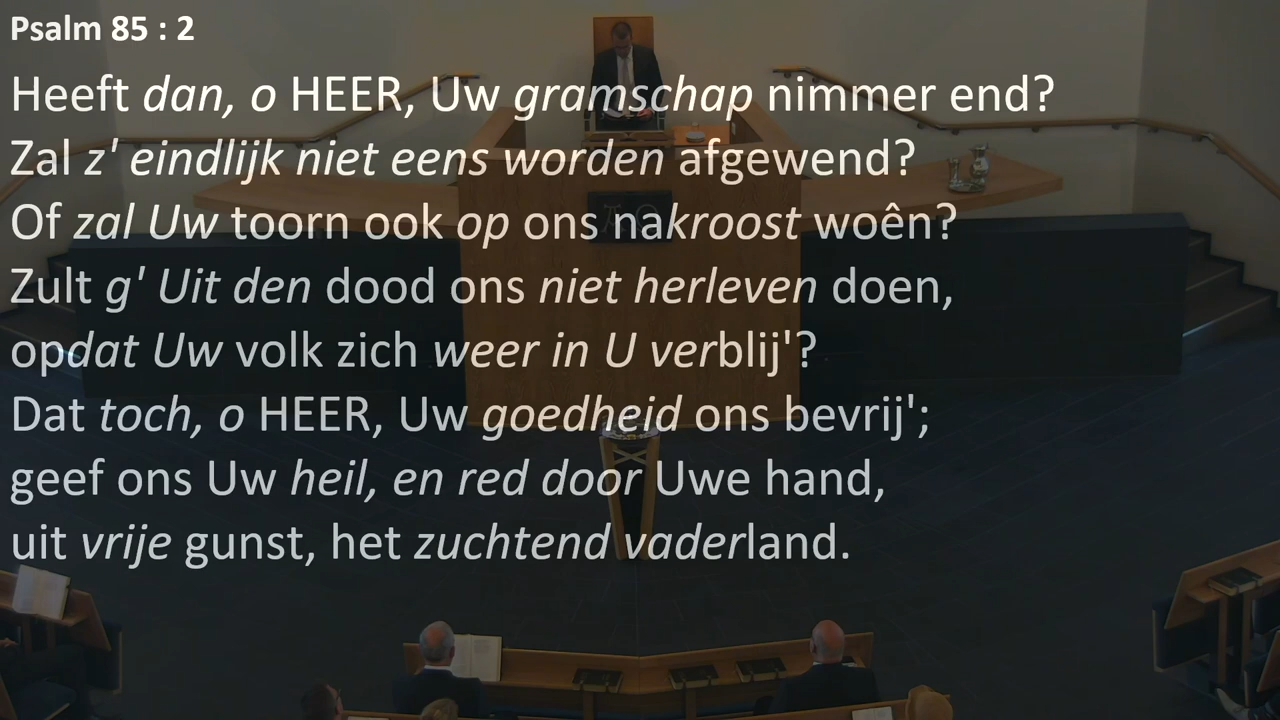 Psalm 85 : 2
Heeft dan, o HEER, Uw gramschap nimmer end?
Zal z' eindlijk niet eens worden afgewend?
Of zal Uw toorn ook op ons nakroost woên?
Zult g' Uit den dood ons niet herleven doen,
opdat Uw volk zich weer in U verblij'?
Dat toch, o HEER, Uw goedheid ons bevrij';
geef ons Uw heil, en red door Uwe hand,
uit vrije gunst, het zuchtend vaderland.